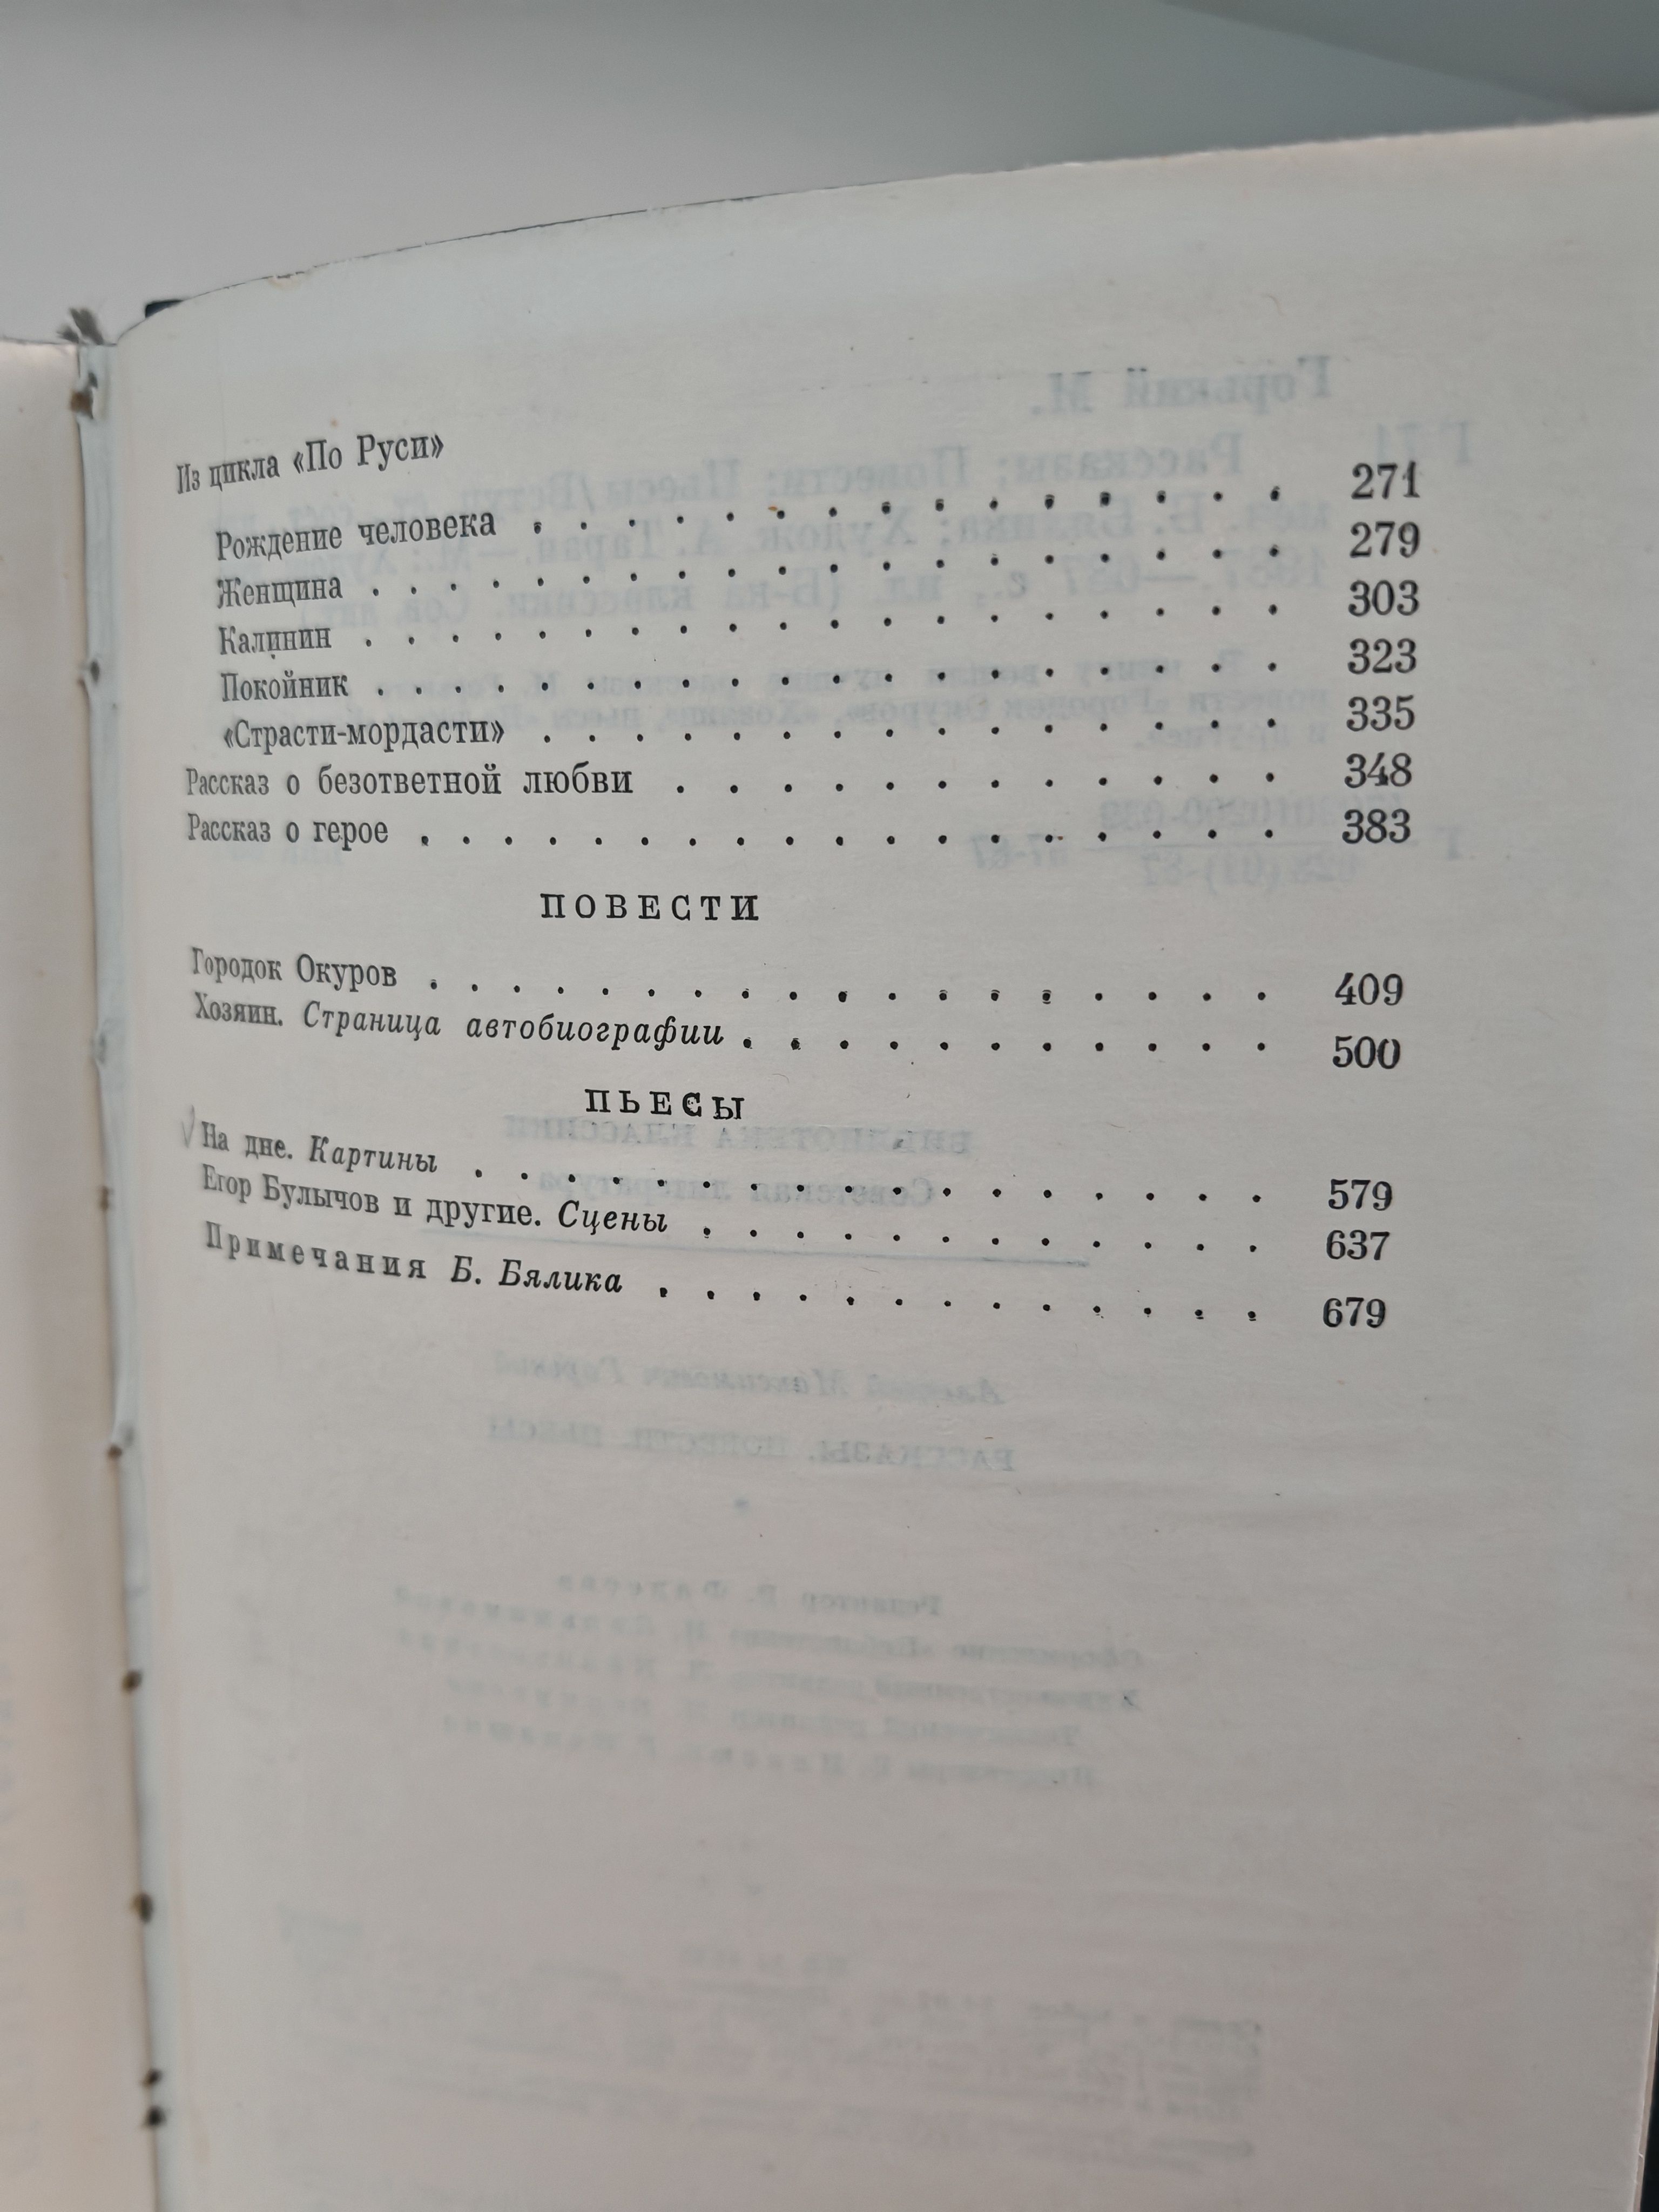 Из цикла «По Руси»
Рождение человека . . . . . . . . . . . . . . 271
Женщина . . . . . . . . . . . . . . . . . . 279
Калинин . . . . . . . . . . . . . . . . . . 303
Покойник . . . . . . . . . . . . . . . . . . 323
«Страсти-мордасти» . . . . . . . . . . . . . . 335
Рассказ о безответной любви . . . . . . . . . . . . 348
Рассказ о герое . . . . . . . . . . . . . . . . . 383
ПОВЕСТИ
Городок Окуров . . . . . . . . . . . . . . . . . 409
Хозяин. Страница автобиографии . . . . . . . . . . . 500
ПЬЕСЫ
На дне. Картины . . . . . . . . . . . . . . . . 579
Егор Булычов и другие. Сцены . . . . . . . . . . . . 637
Примечания Б. Бялика . . . . . . . . . . . . . 679